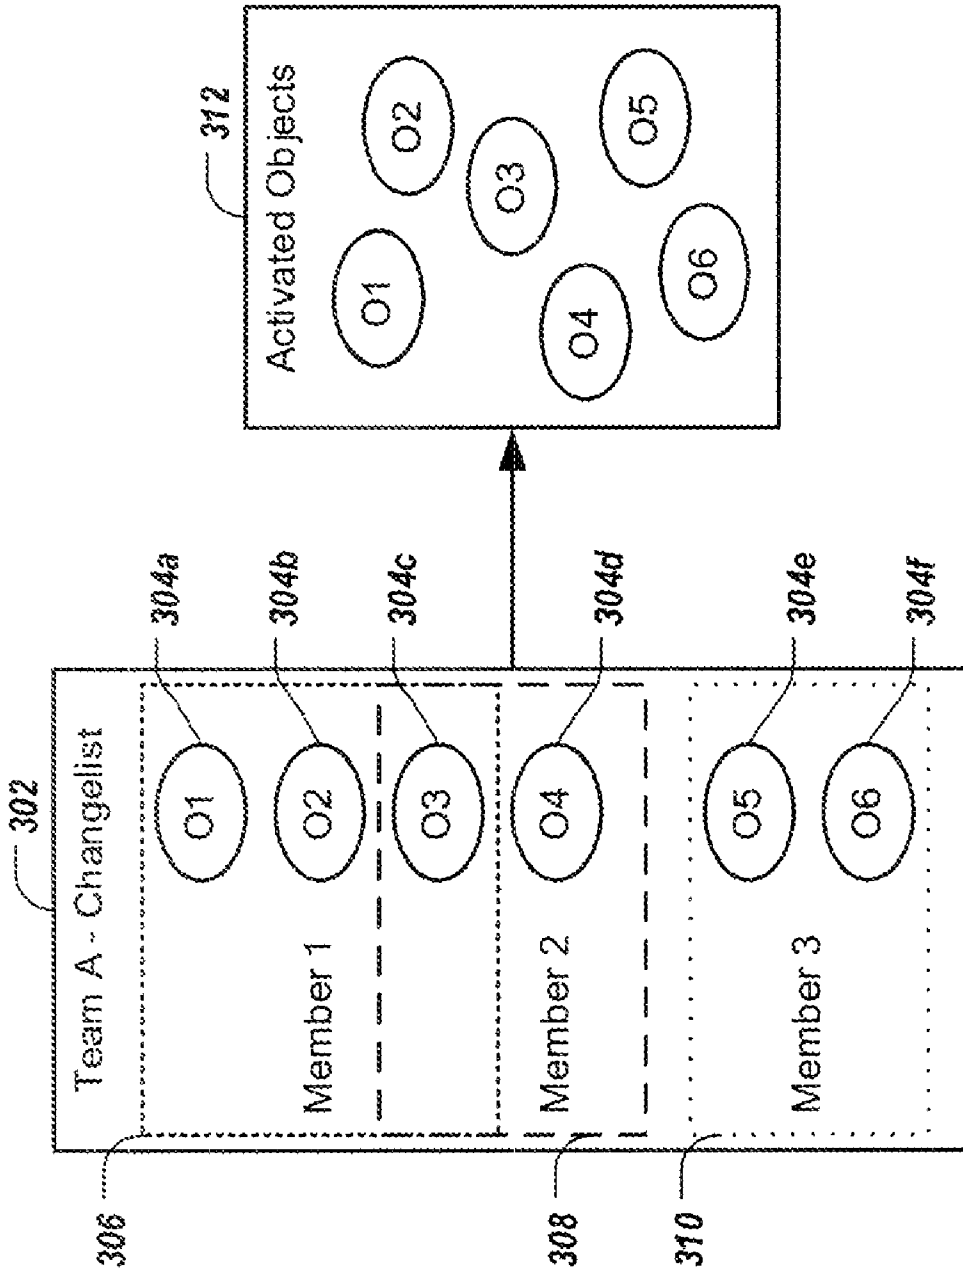 302
Team A - Changelist
306
Member 1
O1
304a
O2
304b
O3
304c
Member 2
O4
304d
308
Member 3
O5
304e
O6
304f
310
312
Activated Objects
O1
O2
O3
O4
O5
O6